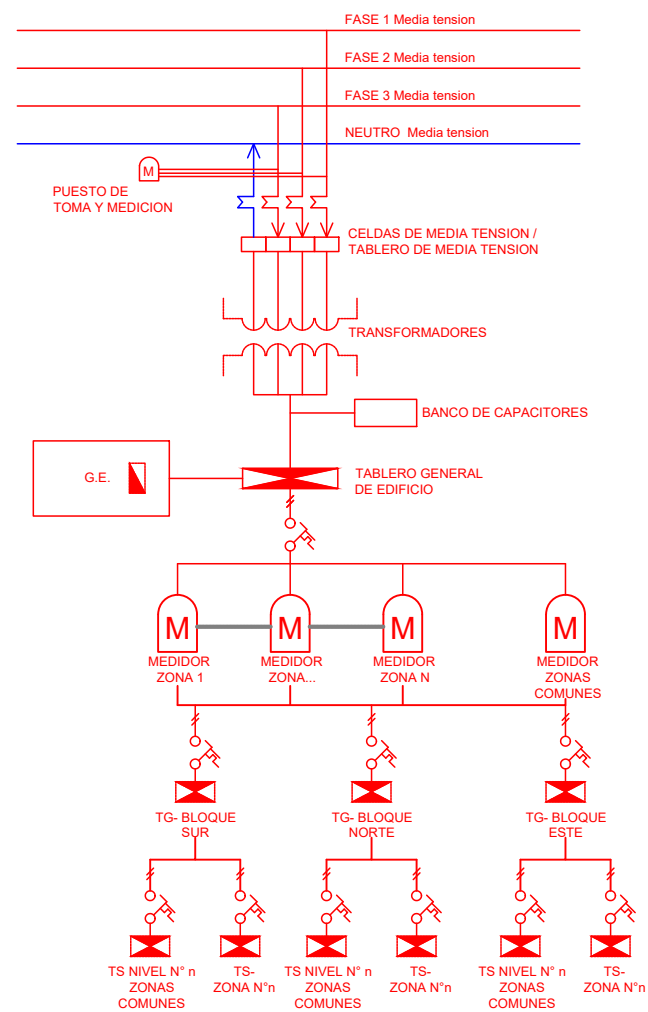 FASE 1 Media tension
FASE 2 Media tension
FASE 3 Media tension
NEUTRO Media tension
M
PUESTO DE
TOMA Y MEDICION
CELDAS DE MEDIA TENSION /
TABLERO DE MEDIA TENSION
TRANSFORMADORES
BANCO DE CAPACITORES
G.E.
TABLERO GENERAL
DE EDIFICIO
M
MEDIDOR
ZONA 1
M
MEDIDOR
ZONA...
M
MEDIDOR
ZONA N
M
MEDIDOR
ZONAS
COMUNES
TG- BLOQUE
SUR
TG- BLOQUE
NORTE
TG- BLOQUE
ESTE
TS NIVEL N° n
ZONAS
COMUNES
TS-
ZONA N°n
TS NIVEL N° n
ZONAS
COMUNES
TS-
ZONA N°n
TS NIVEL N° n
ZONAS
COMUNES
TS-
ZONA N°n